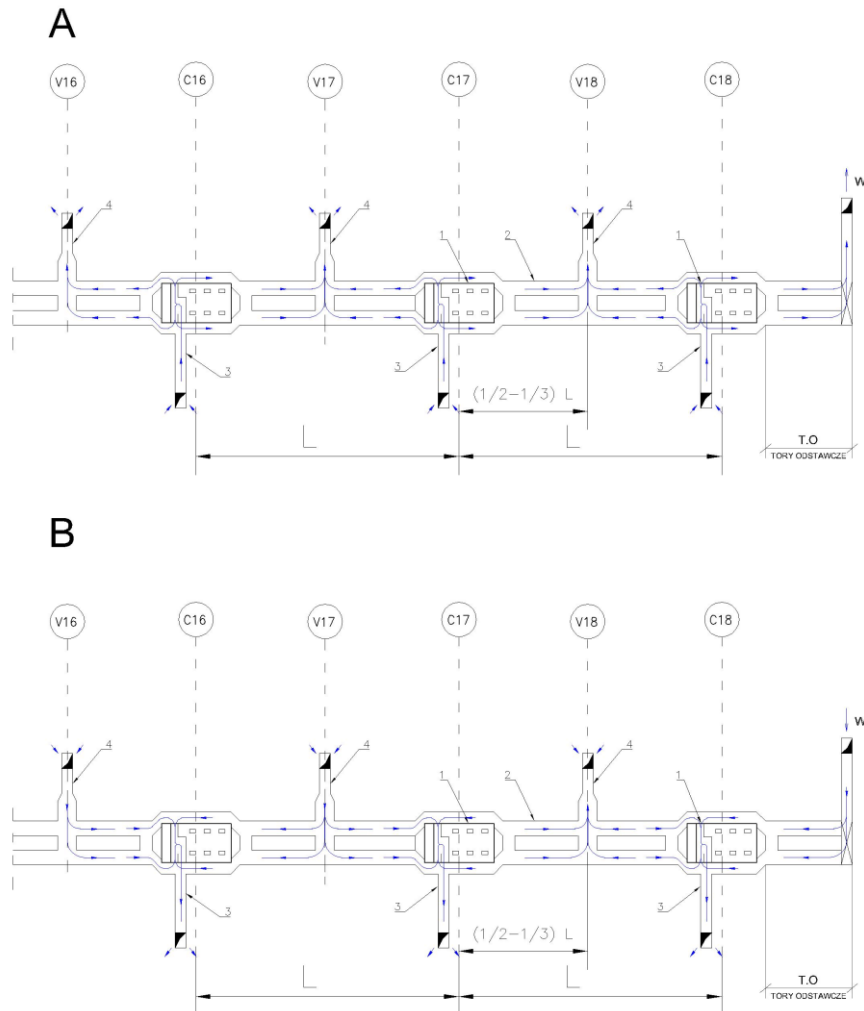 A
V16 C16 V17 C17 V18 C18
W
4 4 1 2 4 1
3 3 3
(1/2-1/3) L
L L
T.O
TORY ODSTAWCZE
B
V16 C16 V17 C17 V18 C18
W
4 4 1 2 4 1
3 3 3
(1/2-1/3) L
L L
T.O
TORY ODSTAWCZE